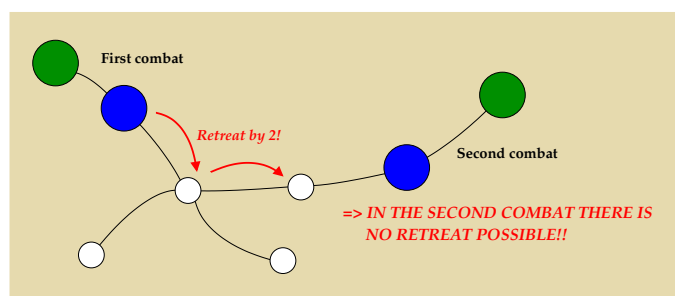 First combat
Retreat by 2!
Second combat
=> IN THE SECOND COMBAT THERE IS
NO RETREAT POSSIBLE!!